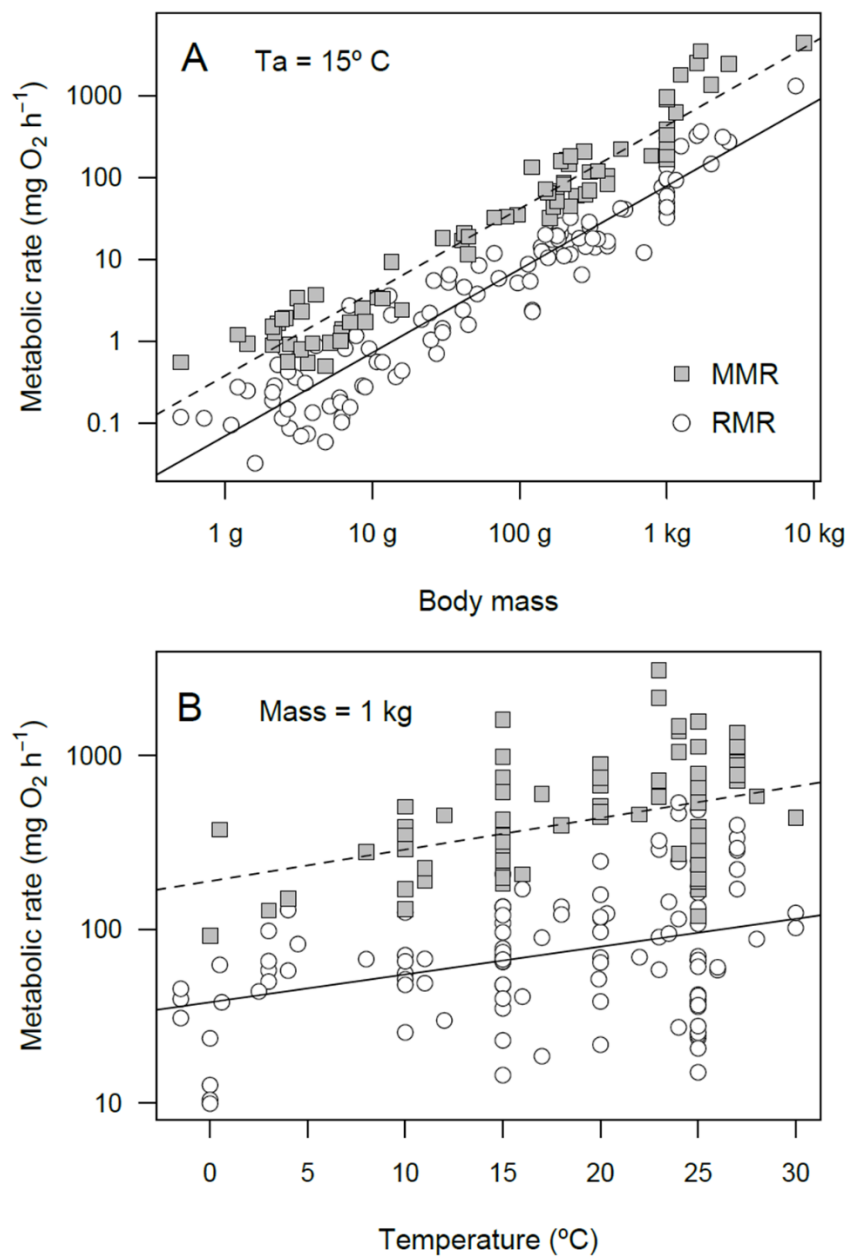 A
Ta = 15º C
Metabolic rate (mg O₂ h⁻¹)
1000
100
10
1
0.1
MMR
RMR
1 g
10 g
100 g
1 kg
10 kg
Body mass
B
Mass = 1 kg
Metabolic rate (mg O₂ h⁻¹)
1000
100
10
0
5
10
15
20
25
30
Temperature (ºC)